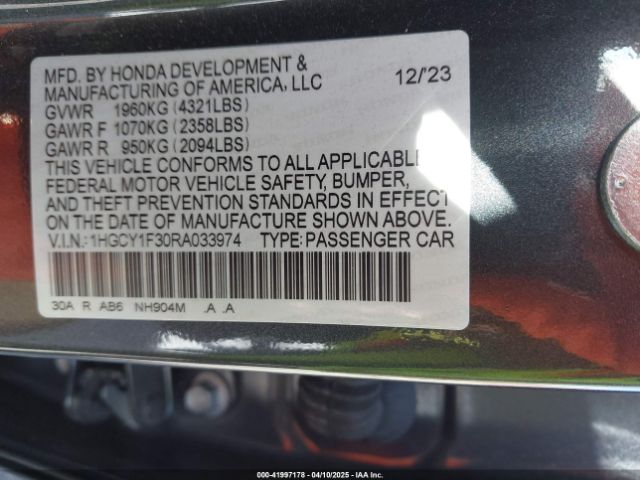 MFD. BY HONDA DEVELOPMENT &
MANUFACTURING OF AMERICA, LLC 12/'23
GVWR 1960KG (4321LBS)
GAWR F 1070KG (2358LBS)
GAWR R 950KG (2094LBS)
THIS VEHICLE CONFORMS TO ALL APPLICABLE
FEDERAL MOTOR VEHICLE SAFETY, BUMPER,
AND THEFT PREVENTION STANDARDS IN EFFECT
ON THE DATE OF MANUFACTURE SHOWN ABOVE.
V.I.N.:1HGCY1F30RA033974 TYPE:PASSENGER CAR
30A R AB6 NH904M .A .A
000-41997178 - 04/10/2025 - IAA Inc.